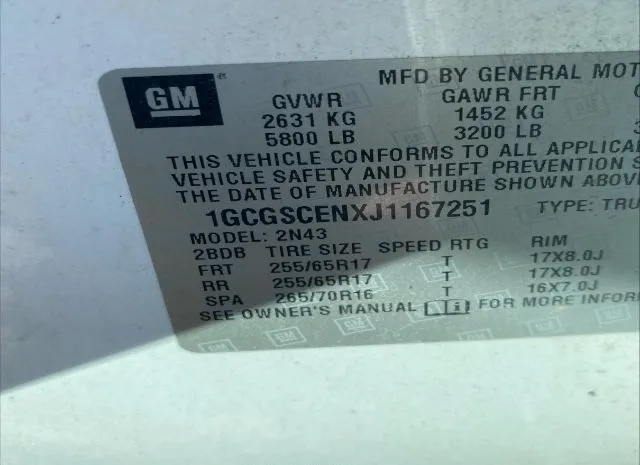 GM
MFD BY GENERAL MOT
GVWR GAWR FRT
2631 KG 1452 KG
5800 LB 3200 LB
THIS VEHICLE CONFORMS TO ALL APPLICA
VEHICLE SAFETY AND THEFT PREVENTION S
THE DATE OF MANUFACTURE SHOWN ABOV
1GCGSCENXJ1167251 TYPE: TRU
MODEL: 2N43
2BDB TIRE SIZE SPEED RTG RIM
FRT 255/65R17 T 17X8.0J
RR 255/65R17 T 17X8.0J
SPA 265/70R16 T 16X7.0J
SEE OWNER'S MANUAL FOR MORE INFOR